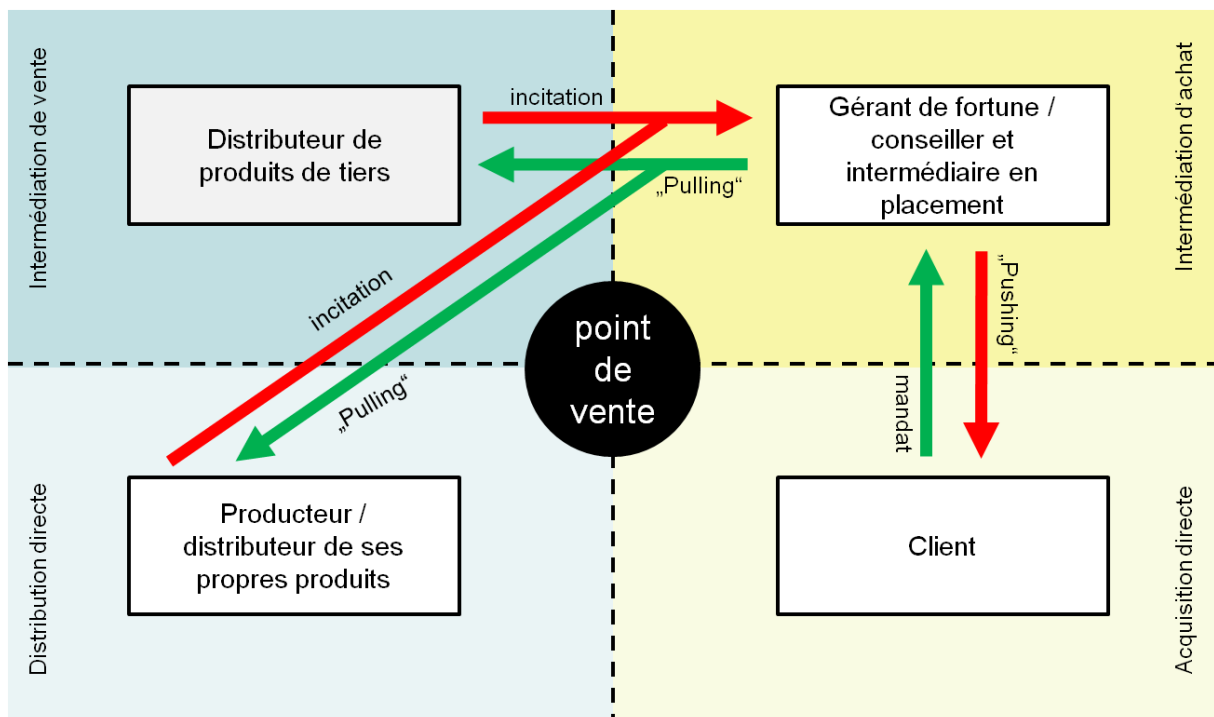 Intermédiation de vente
Distributeur de
produits de tiers
incitation
„Pulling“
Gérant de fortune /
conseiller et
intermédiaire en
placement
Intermédiation d'achat
incitation
„Pulling“
point
de
vente
mandat
„Pushing“
Distribution directe
Producteur /
distributeur de ses
propres produits
Client
Acquisition directe